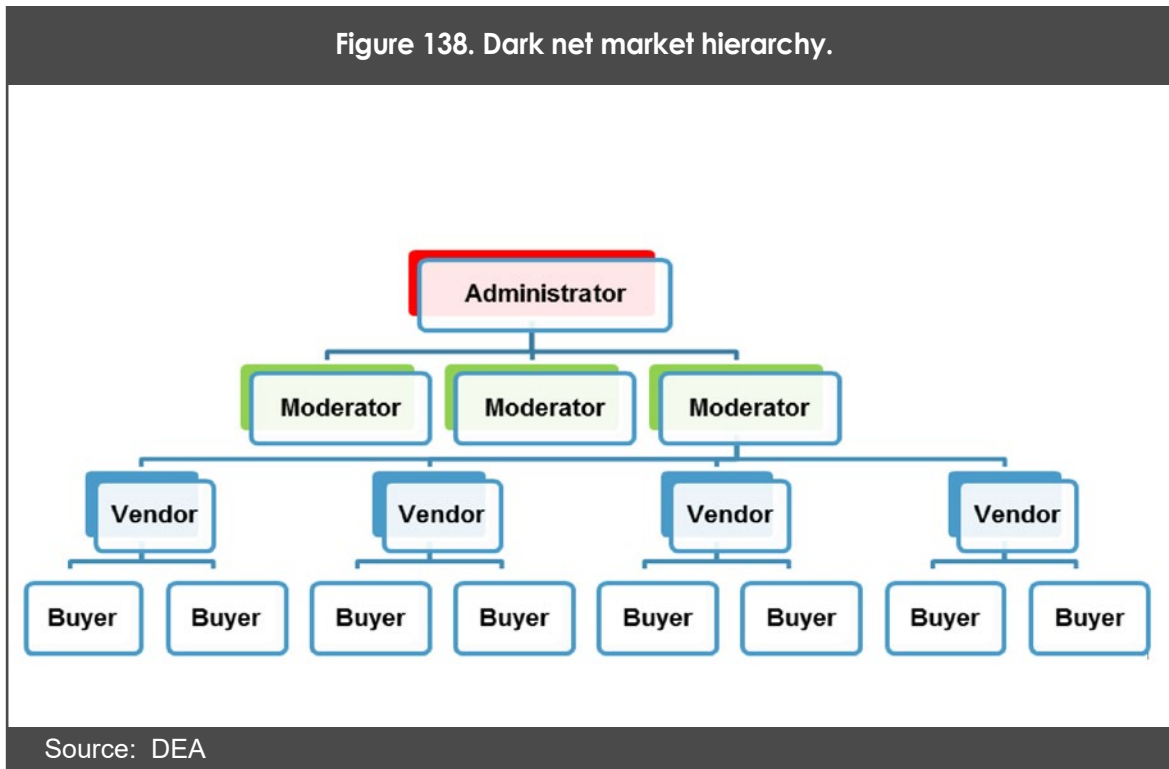 Figure 138. Dark net market hierarchy.
Administrator
Moderator Moderator Moderator
Vendor Vendor Vendor Vendor
Buyer Buyer Buyer Buyer Buyer Buyer Buyer Buyer
Source: DEA